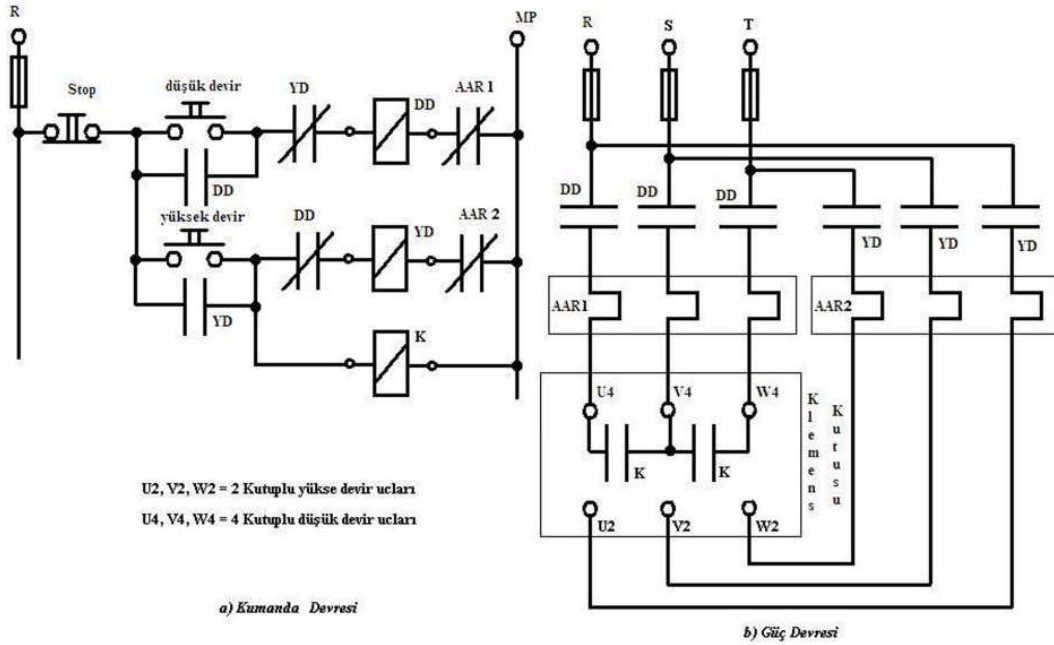 R
MP
Stop
düşük devir
YD
DD
AAR 1
DD
yüksek devir
DD
YD
AAR 2
YD
K
U2, V2, W2 = 2 Kutuplu yükse devir uçları
U4, V4, W4 = 4 Kutuplu düşük devir uçları
a) Kumanda Devresi
R
S
T
DD
DD
DD
YD
YD
YD
AAR1
AAR2
U4
V4
W4
K
K
U2
V2
W2
Klemens
Kutusu
b) Güç Devresi